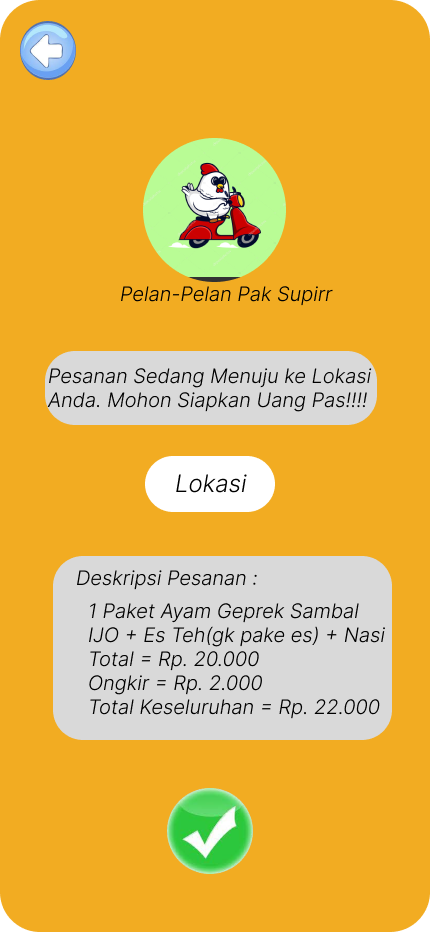 Pelan-Pelan Pak Supirr
Pesanan Sedang Menuju ke Lokasi
Anda. Mohon Siapkan Uang Pas!!!!
Lokasi
Deskripsi Pesanan :
1 Paket Ayam Geprek Sambal
IJO + Es Teh(gk pake es) + Nasi
Total = Rp. 20.000
Ongkir = Rp. 2.000
Total Keseluruhan = Rp. 22.000